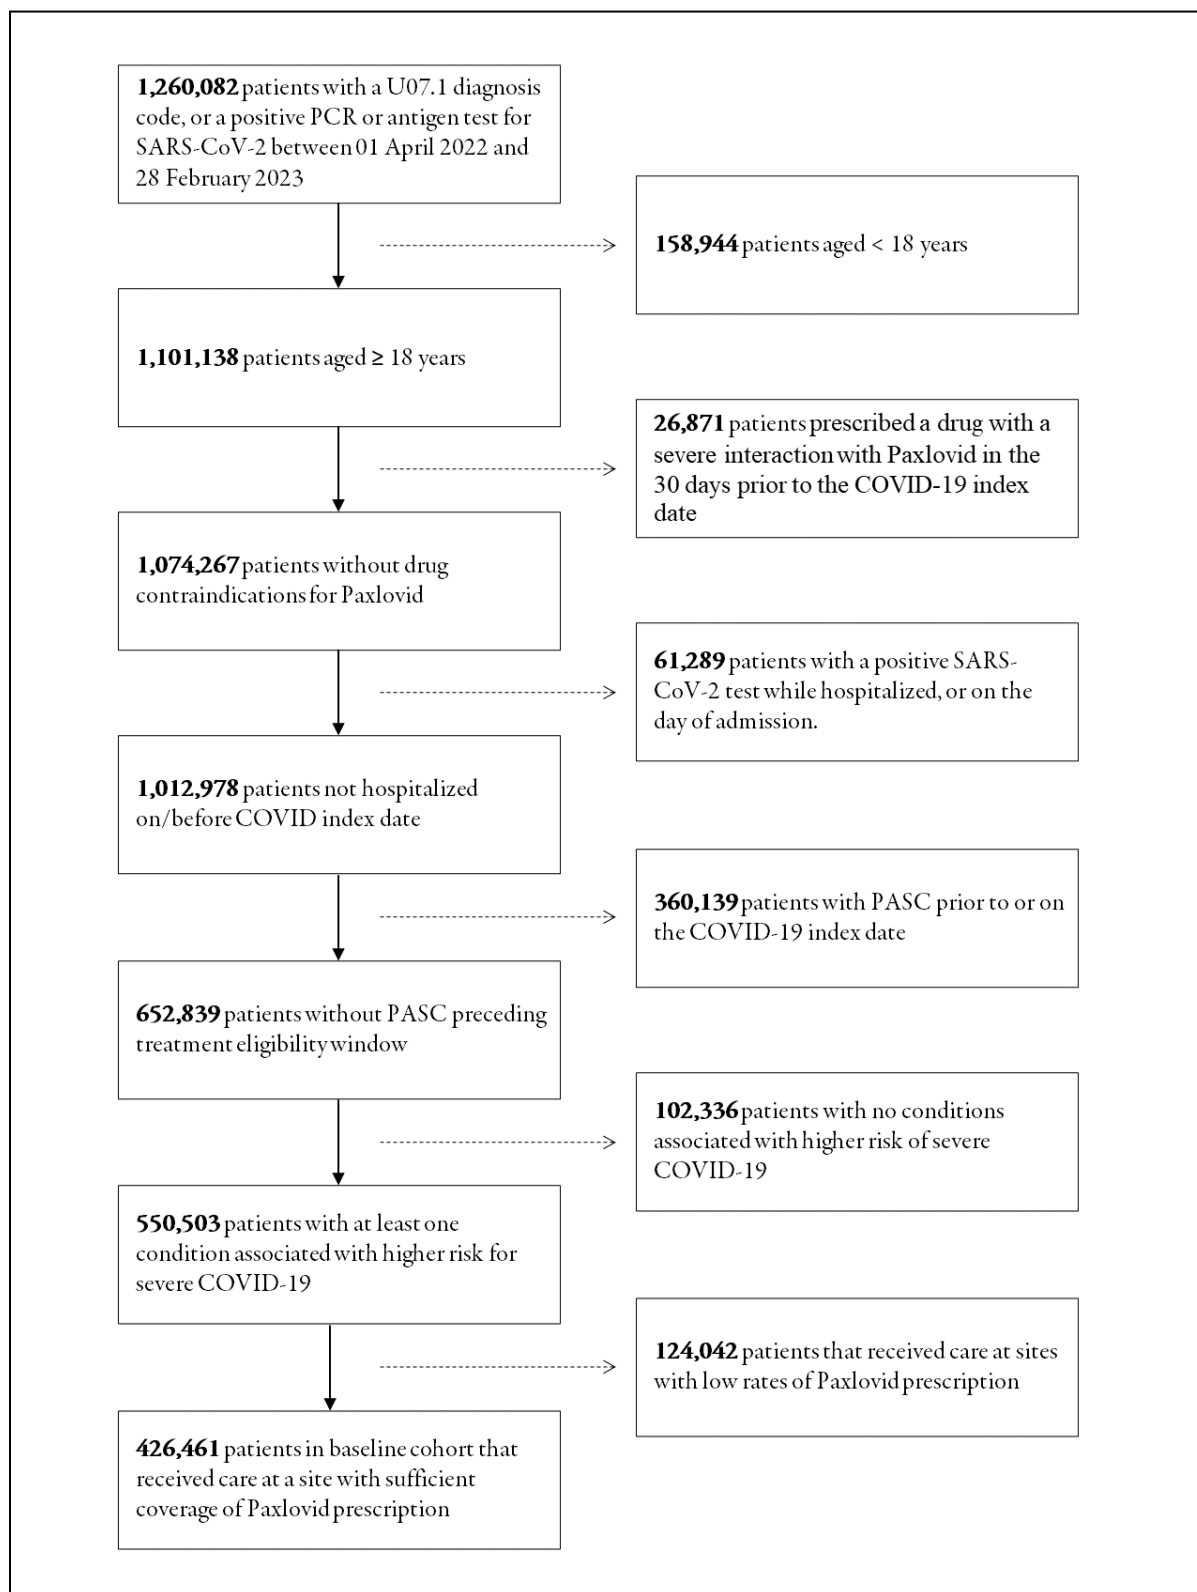 1,260,082 patients with a U07.1 diagnosis
code, or a positive PCR or antigen test for
SARS-CoV-2 between 01 April 2022 and
28 February 2023
158,944 patients aged < 18 years
1,101,138 patients aged ≥ 18 years
26,871 patients prescribed a drug with a
severe interaction with Paxlovid in the
30 days prior to the COVID-19 index
date
1,074,267 patients without drug
contraindications for Paxlovid
61,289 patients with a positive SARS-
CoV-2 test while hospitalized, or on the
day of admission.
1,012,978 patients not hospitalized
on/before COVID index date
360,139 patients with PASC prior to or on
the COVID-19 index date
652,839 patients without PASC preceding
treatment eligibility window
102,336 patients with no conditions
associated with higher risk of severe
COVID-19
550,503 patients with at least one
condition associated with higher risk for
severe COVID-19
124,042 patients that received care at sites
with low rates of Paxlovid prescription
426,461 patients in baseline cohort that
received care at a site with sufficient
coverage of Paxlovid prescription